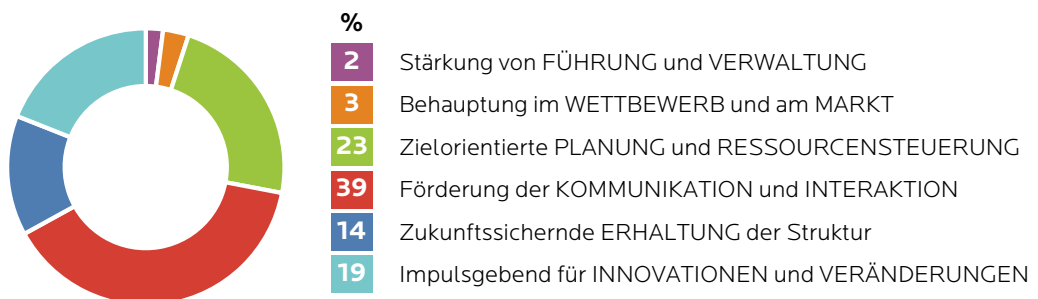 %
2 Stärkung von FÜHRUNG und VERWALTUNG
3 Behauptung im WETTBEWERB und am MARKT
23 Zielorientierte PLANUNG und RESSOURCENSTEUERUNG
39 Förderung der KOMMUNIKATION und INTERAKTION
14 Zukunftssichernde ERHALTUNG der Struktur
19 Impulsgebend für INNOVATIONEN und VERÄNDERUNGEN